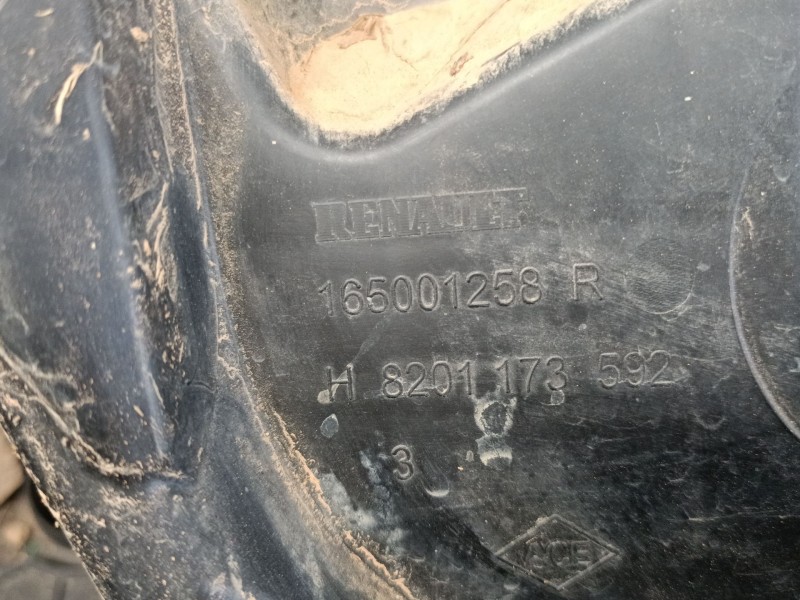 RENAULT
165001258 R
H 8201 173 592
3